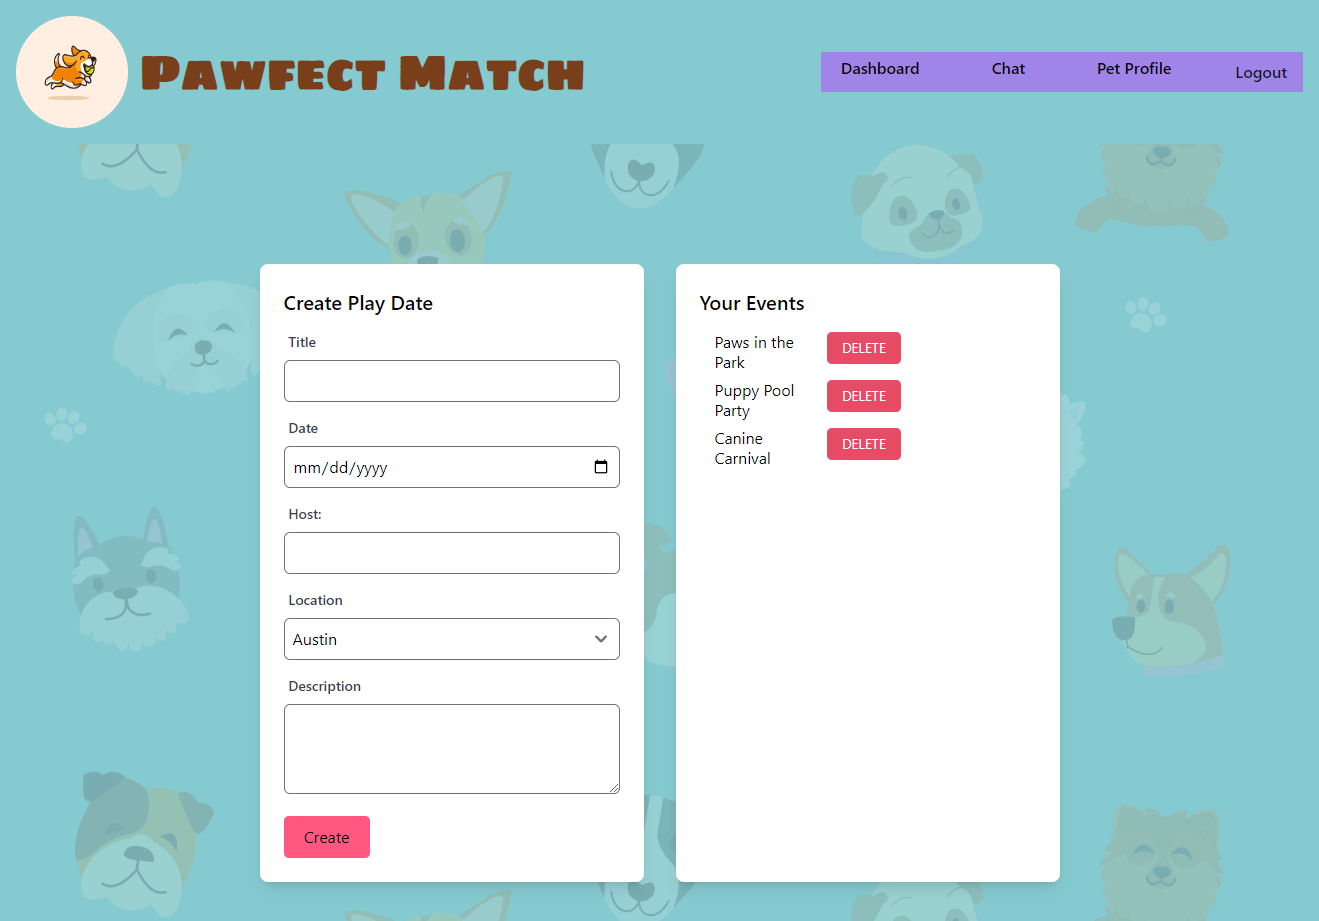 Pawfect Match
Dashboard
Chat
Pet Profile
Logout
Create Play Date
Title
Date
mm/dd/yyyy
Host:
Location
Austin
Description
Create
Your Events
Paws in the
Park
DELETE
Puppy Pool
Party
DELETE
Canine
Carnival
DELETE